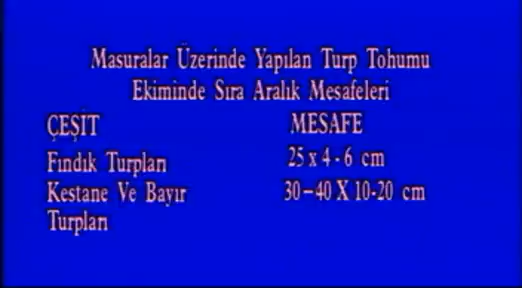 Masuralar Üzerinde Yapılan Turp Tohumu
Ekiminde Sıra Aralık Mesafeleri
ÇEŞİT MESAFE
Fındık Turpları 25 x 4 - 6 cm
Kestane Ve Bayır 30-40 X 10-20 cm
Turpları